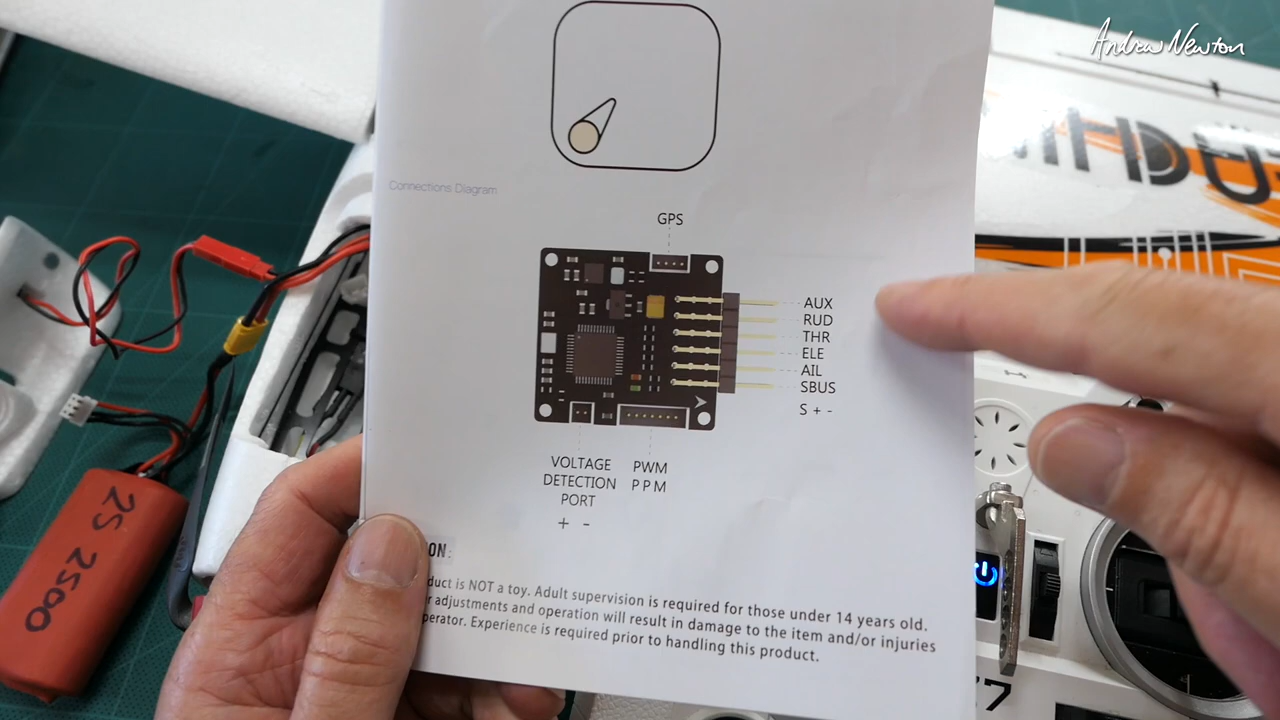 Andrew Newton
Connections Diagram
GPS
AUX
RUD
THR
ELE
AIL
SBUS
S + -
VOLTAGE
DETECTION
PORT
+ -
PWM
PPM
ON:
duct is NOT a toy. Adult supervision is required for those under 14 years old.
r adjustments and operation will result in damage to the item and/or injuries
perator. Experience is required prior to handling this product.
2S 2500